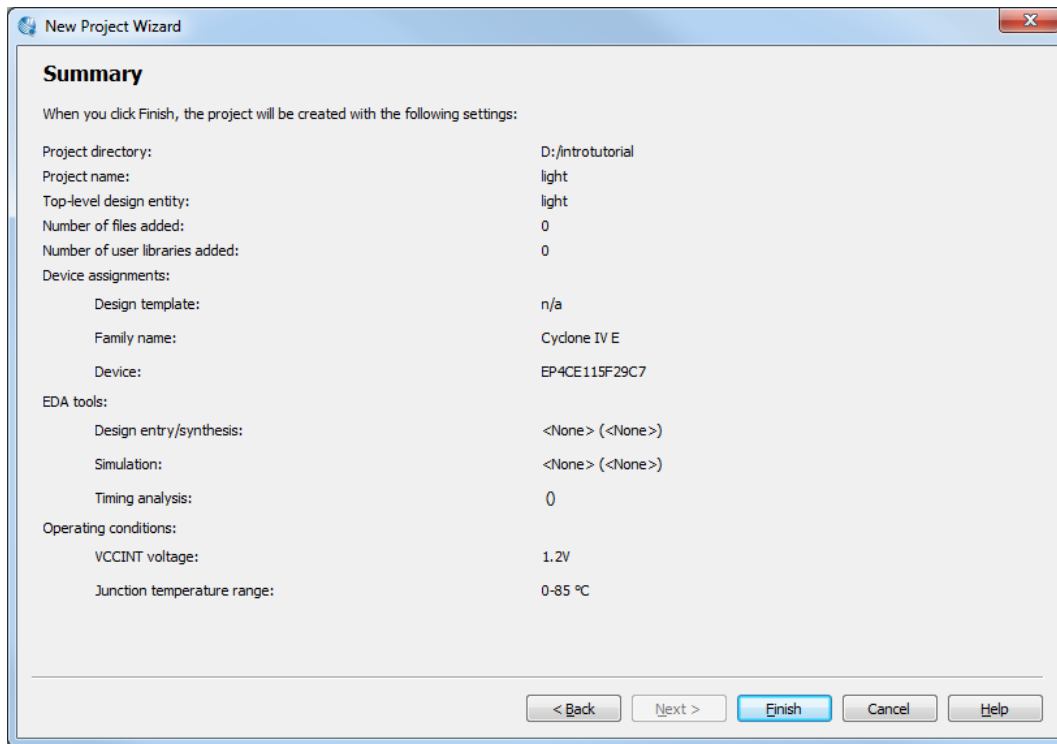 New Project Wizard
Summary
When you click Finish, the project will be created with the following settings:
Project directory: D:/introtutorial
Project name: light
Top-level design entity: light
Number of files added: 0
Number of user libraries added: 0
Device assignments:
Design template: n/a
Family name: Cyclone IV E
Device: EP4CE115F29C7
EDA tools:
Design entry/synthesis: <None> (<None>)
Simulation: <None> (<None>)
Timing analysis: ()
Operating conditions:
VCCINT voltage: 1.2V
Junction temperature range: 0-85 ºC
< Back Next > Finish Cancel Help